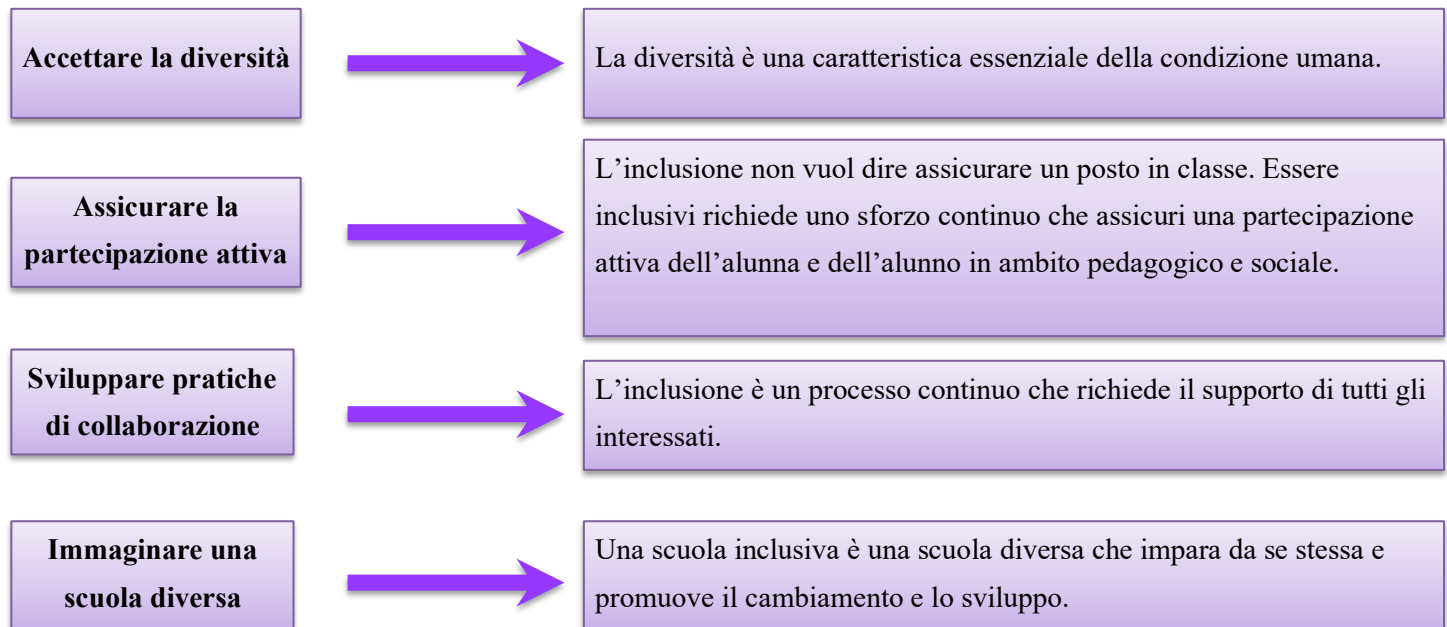 Accettare la diversità
La diversità è una caratteristica essenziale della condizione umana.
Assicurare la
partecipazione attiva
L’inclusione non vuol dire assicurare un posto in classe. Essere
inclusivi richiede uno sforzo continuo che assicuri una partecipazione
attiva dell’alunna e dell’alunno in ambito pedagogico e sociale.
Sviluppare pratiche
di collaborazione
L’inclusione è un processo continuo che richiede il supporto di tutti gli
interessati.
Immaginare una
scuola diversa
Una scuola inclusiva è una scuola diversa che impara da se stessa e
promuove il cambiamento e lo sviluppo.